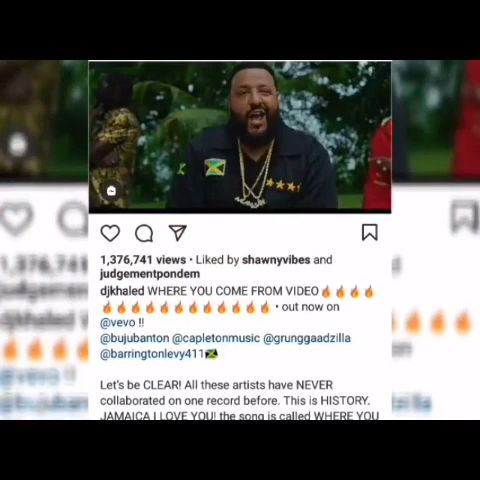 1,376,741 views • Liked by shawnyvibes and
judgementpondem
djkhaled WHERE YOU COME FROM VIDEO🔥🔥🔥🔥
🔥🔥🔥🔥🔥🔥🔥🔥🔥🔥🔥🔥 • out now on
@vevo !!
@bujubanton @capletonmusic @grunggaadzilla
@barringtonlevy411🇯🇲
Let's be CLEAR! All these artists have NEVER
collaborated on one record before. This is HISTORY.
JAMAICA I LOVE YOU! the song is called WHERE YOU